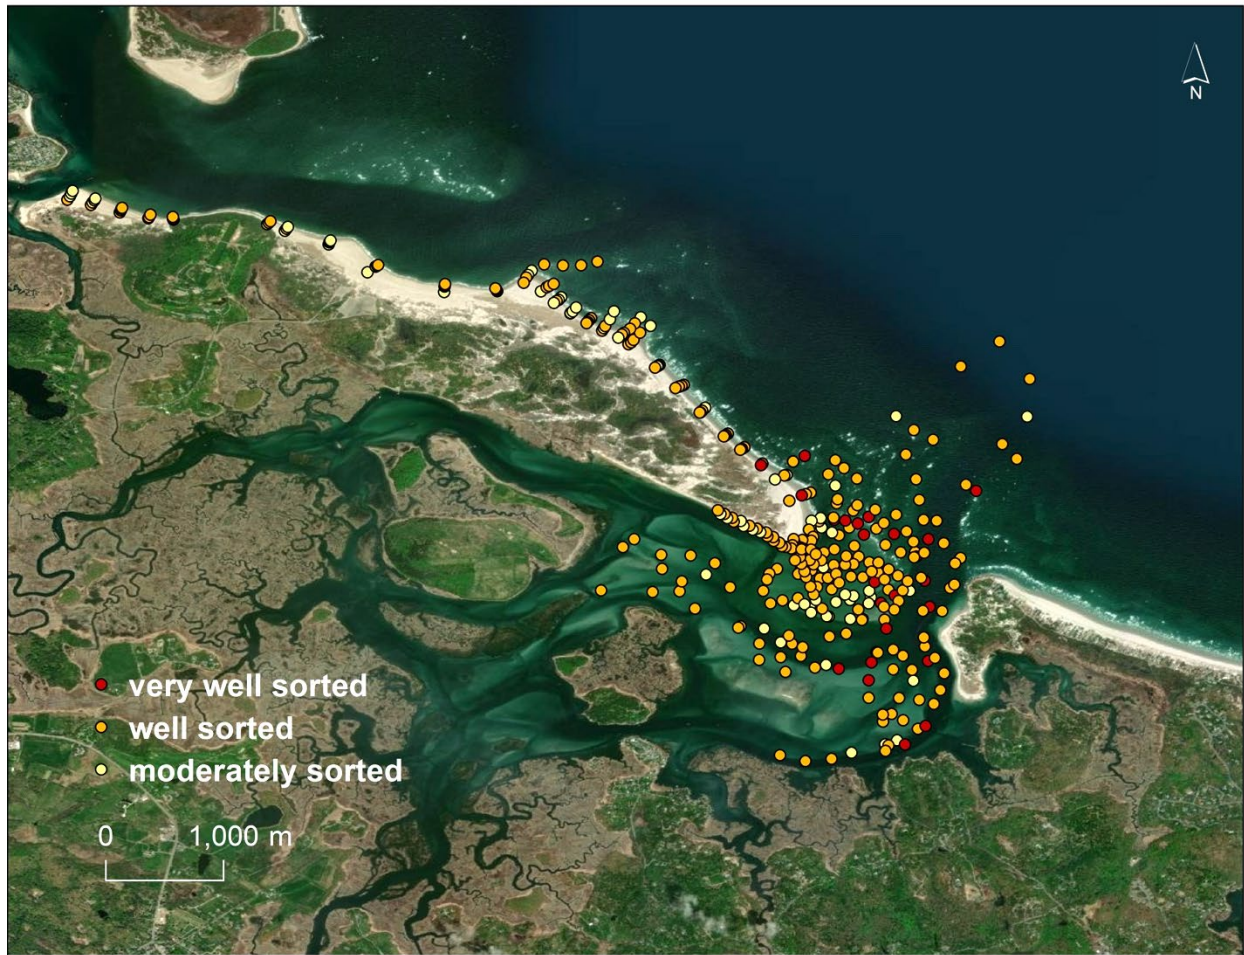 N
very well sorted
well sorted
moderately sorted
0 1,000 m